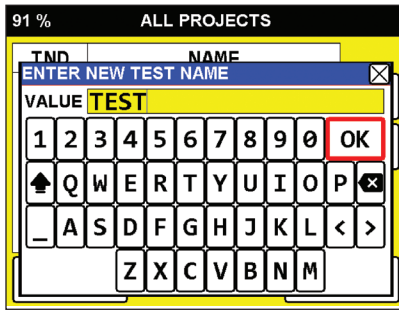 91 % ALL PROJECTS
IND NAME
ENTER NEW TEST NAME
VALUE TEST
1 2 3 4 5 6 7 8 9 0 OK
Q W E R T Y U I O P
_ A S D F G H J K L < >
Z X C V B N M